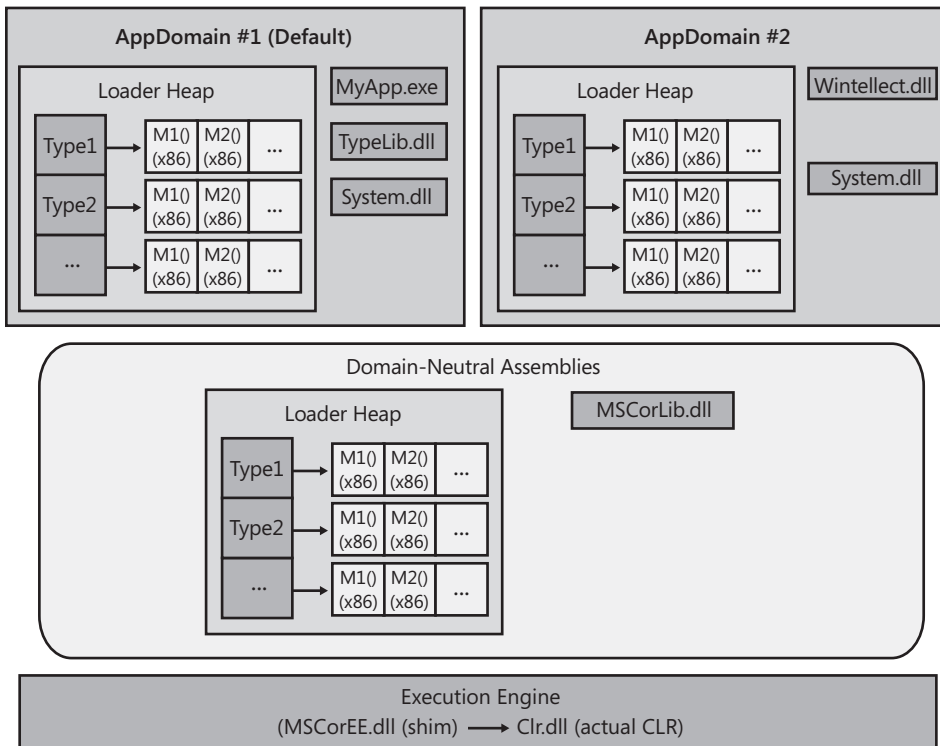 AppDomain #1 (Default)
Loader Heap
MyApp.exe
TypeLib.dll
System.dll
Type1
M1() M2() ...
(x86) (x86)
Type2
M1() M2() ...
(x86) (x86)
...
M1() M2() ...
(x86) (x86)
AppDomain #2
Loader Heap
Wintellect.dll
System.dll
Type1
M1() M2() ...
(x86) (x86)
Type2
M1() M2() ...
(x86) (x86)
...
M1() M2() ...
(x86) (x86)
Domain-Neutral Assemblies
Loader Heap
MSCorLib.dll
Type1
M1() M2() ...
(x86) (x86)
Type2
M1() M2() ...
(x86) (x86)
...
M1() M2() ...
(x86) (x86)
Execution Engine
(MSCorEE.dll (shim) → Clr.dll (actual CLR)